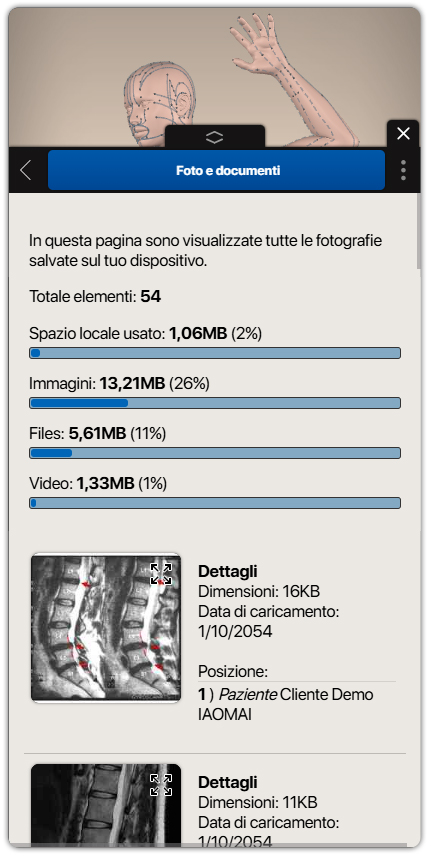 Foto e documenti
In questa pagina sono visualizzate tutte le fotografie
salvate sul tuo dispositivo.
Totale elementi: 54
Spazio locale usato: 1,06MB (2%)
Immagini: 13,21MB (26%)
Files: 5,61MB (11%)
Video: 1,33MB (1%)
Dettagli
Dimensioni: 16KB
Data di caricamento:
1/10/2054
Posizione:
1 ) Paziente Cliente Demo
IAOMAI
Dettagli
Dimensioni: 11KB
Data di caricamento:
1/10/2054